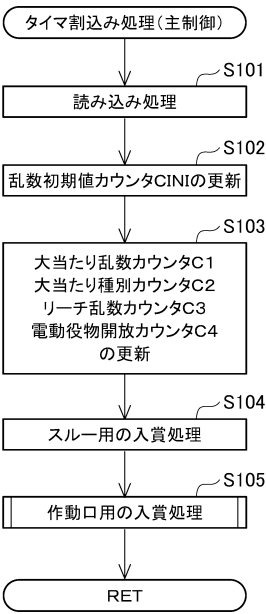 タイマ割込み処理(主制御)
S101
読み込み処理
S102
乱数初期値カウンタCINIの更新
S103
大当たり乱数カウンタC1
大当たり種別カウンタC2
リーチ乱数カウンタC3
電動役物開放カウンタC4
の更新
S104
スルー用の入賞処理
S105
作動口用の入賞処理
RET